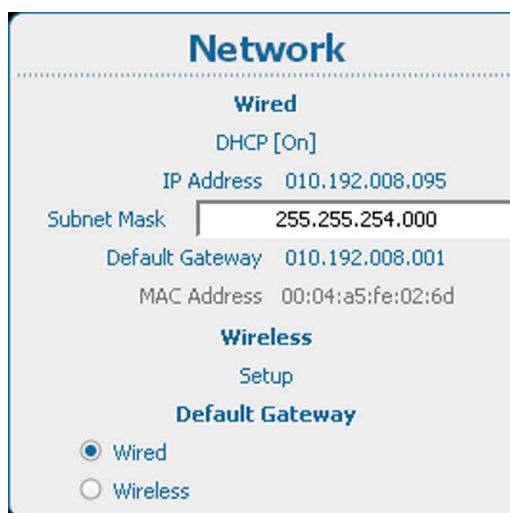 Network
Wired
DHCP [On]
IP Address 010.192.008.095
Subnet Mask 255.255.254.000
Default Gateway 010.192.008.001
MAC Address 00:04:a5:fe:02:6d
Wireless
Setup
Default Gateway
Wired
Wireless